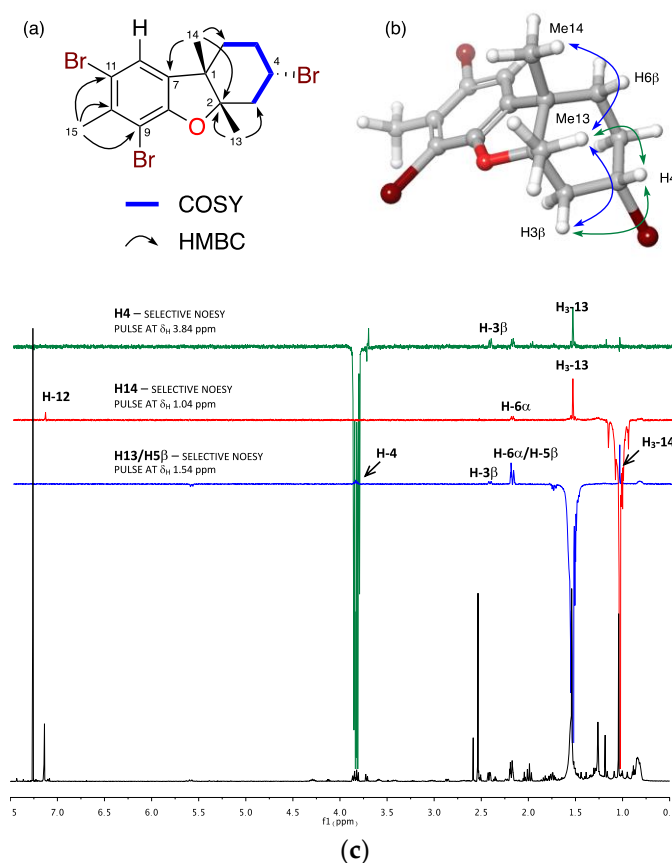 (a)
H
14
4
Br
11
1
7
Br
2
15
9
O
13
Br
COSY
HMBC
(b)
Me14
H6β
Me13
H4
H3β
H4 – SELECTIVE NOESY
PULSE AT δH 3.84 ppm
H-3β
H3-13
H14 – SELECTIVE NOESY
PULSE AT δH 1.04 ppm
H-12
H-6α
H3-13
H13/H5β – SELECTIVE NOESY
PULSE AT δH 1.54 ppm
H-4
H-3β
H-6α/H-5β
H3-14
5 7.0 6.5 6.0 5.5 5.0 4.5 4.0 3.5 3.0 2.5 2.0 1.5 1.0 0.
f1 (ppm)
(c)